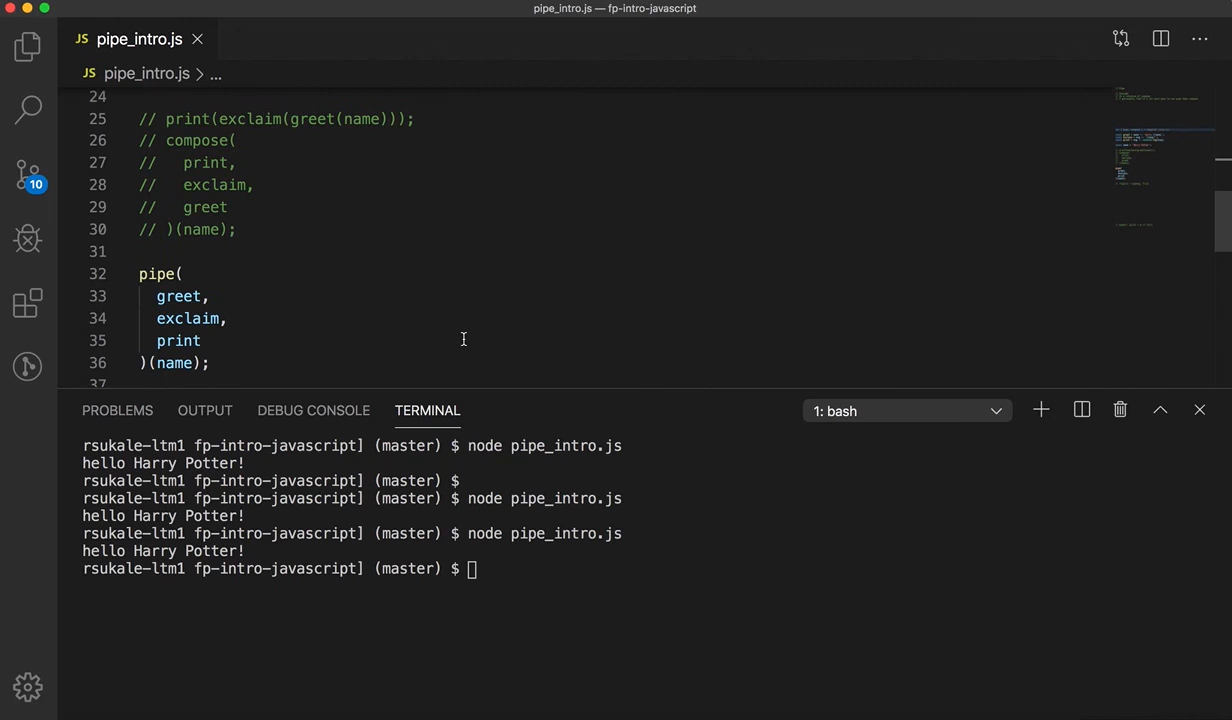 pipe_intro.js — fp-intro-javascript
JS pipe_intro.js
JS pipe_intro.js > ...
24
25 // print(exclaim(greet(name)));
26 // compose(
27 //   print,
28 //   exclaim,
29 //   greet
30 // )(name);
31
32 pipe(
33   greet,
34   exclaim,
35   print
36 )(name);
37
10
PROBLEMS OUTPUT DEBUG CONSOLE TERMINAL 1: bash
rsukale-ltm1 fp-intro-javascript] (master) $ node pipe_intro.js
hello Harry Potter!
rsukale-ltm1 fp-intro-javascript] (master) $
rsukale-ltm1 fp-intro-javascript] (master) $ node pipe_intro.js
hello Harry Potter!
rsukale-ltm1 fp-intro-javascript] (master) $ node pipe_intro.js
hello Harry Potter!
rsukale-ltm1 fp-intro-javascript] (master) $